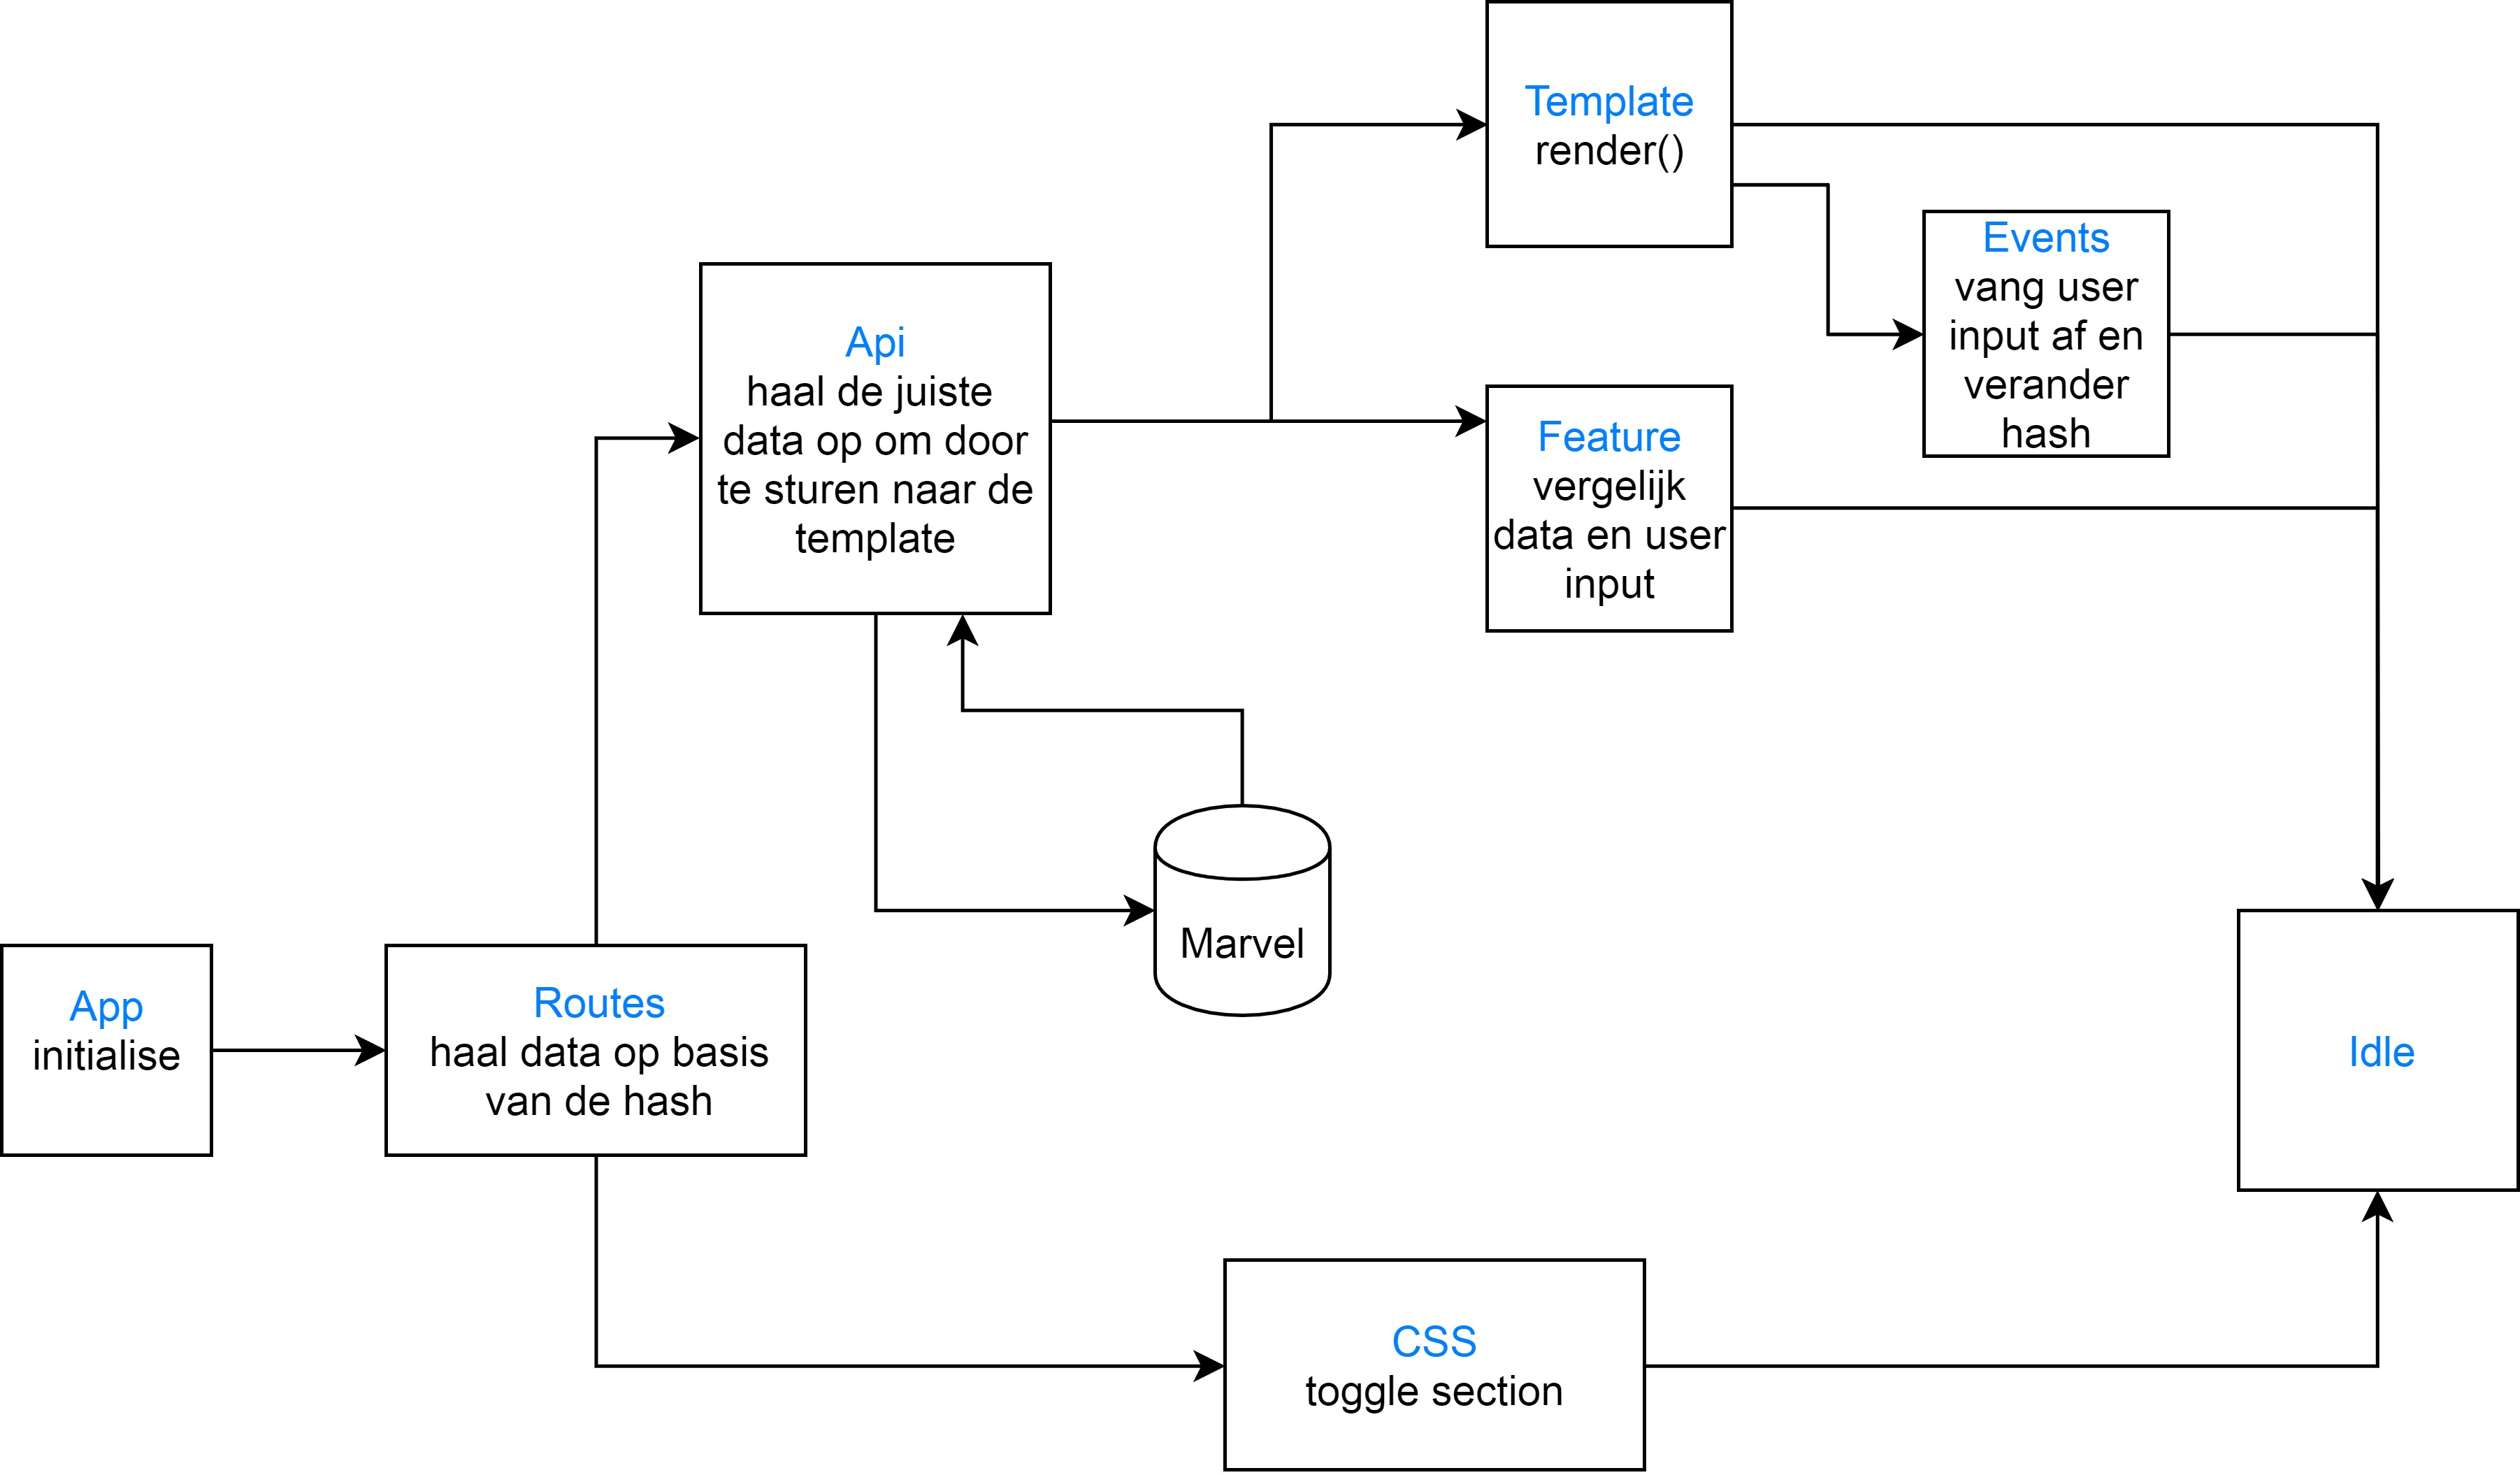 Template
render()
Events
vang user
input af en
verander
hash
Api
haal de juiste
data op om door
te sturen naar de
template
Feature
vergelijk
data en user
input
Marvel
App
initialise
Routes
haal data op basis
van de hash
Idle
CSS
toggle section